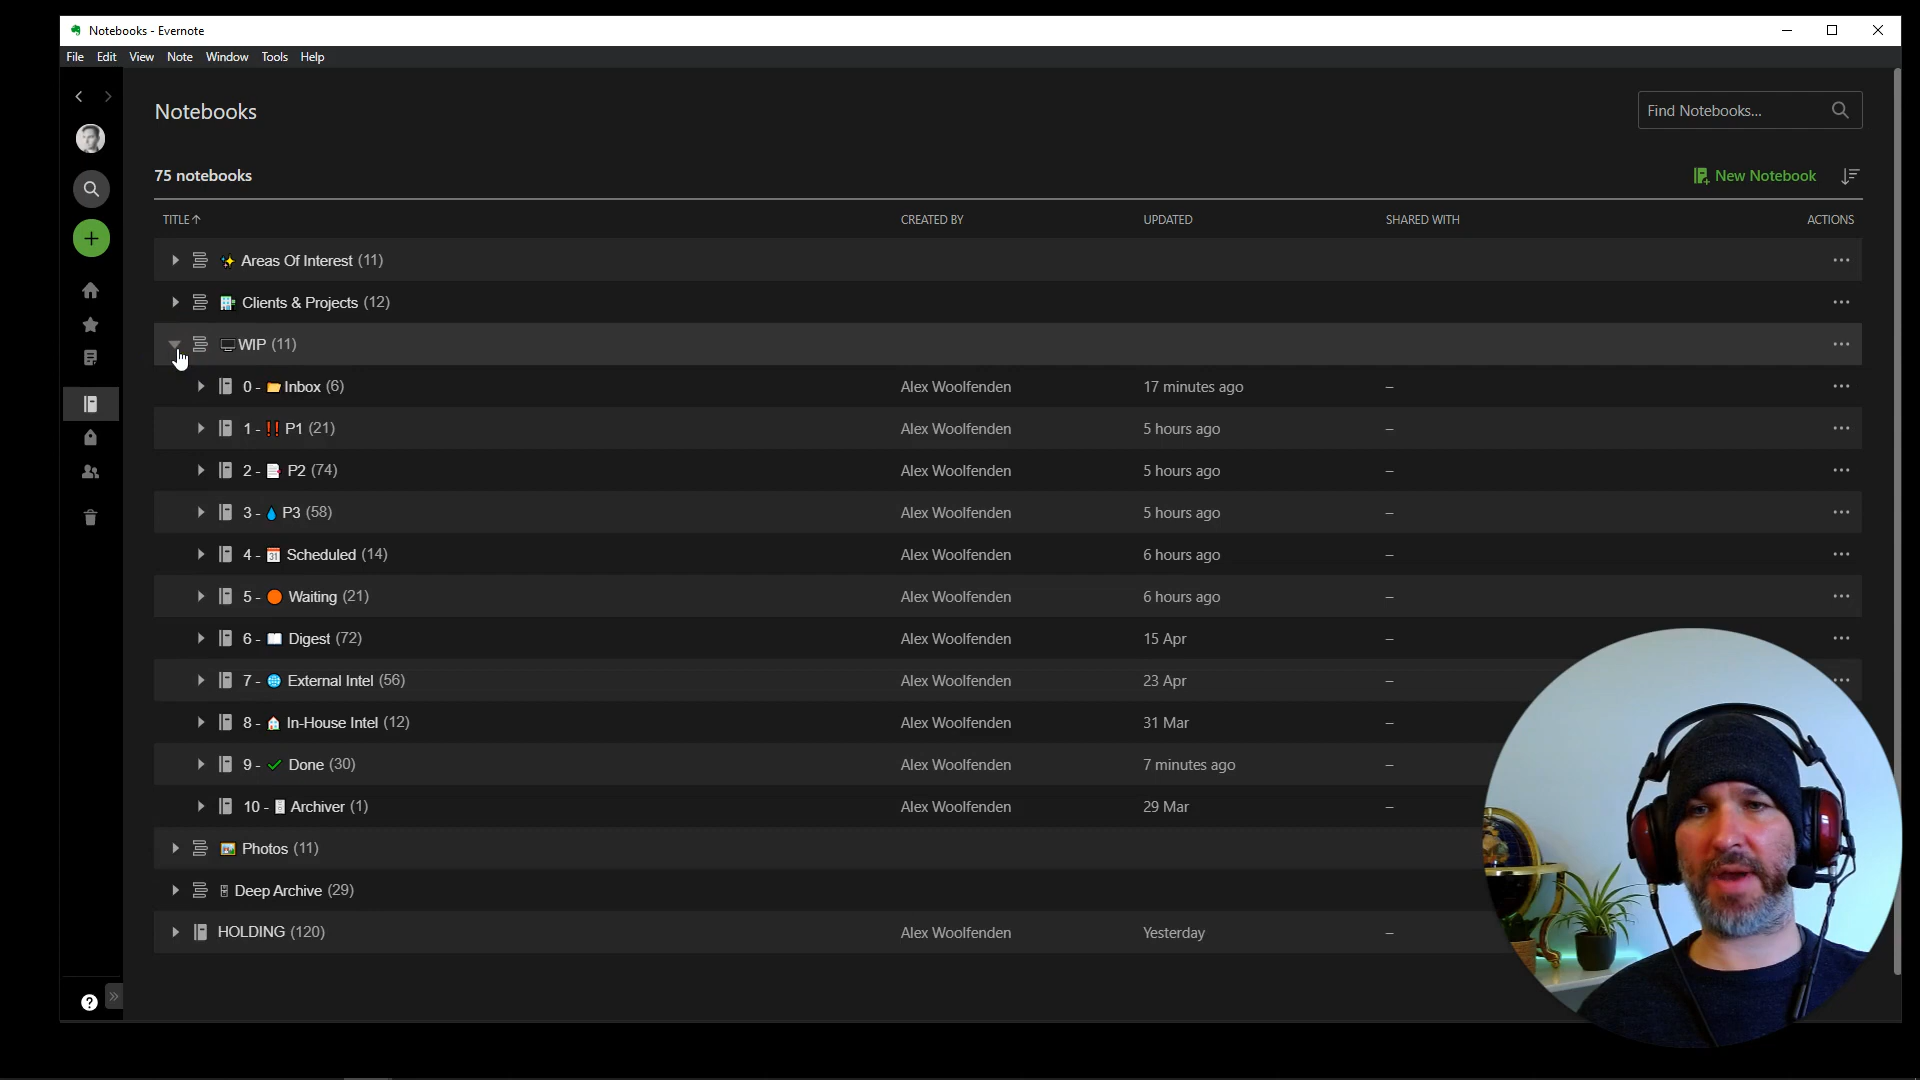 Notebooks - Evernote
File Edit View Note Window Tools Help
Notebooks
Find Notebooks...
75 notebooks
New Notebook
TITLE CREATED BY UPDATED SHARED WITH ACTIONS
Areas Of Interest (11)
Clients & Projects (12)
WIP (11)
0 - Inbox (6) Alex Woolfenden 17 minutes ago –
1 - P1 (21) Alex Woolfenden 5 hours ago –
2 - P2 (74) Alex Woolfenden 5 hours ago –
3 - P3 (58) Alex Woolfenden 5 hours ago –
4 - Scheduled (14) Alex Woolfenden 6 hours ago –
5 - Waiting (21) Alex Woolfenden 6 hours ago –
6 - Digest (72) Alex Woolfenden 15 Apr –
7 - External Intel (56) Alex Woolfenden 23 Apr –
8 - In-House Intel (12) Alex Woolfenden 31 Mar –
9 - Done (30) Alex Woolfenden 7 minutes ago –
10 - Archiver (1) Alex Woolfenden 29 Mar –
Photos (11)
Deep Archive (29)
HOLDING (120) Alex Woolfenden Yesterday –